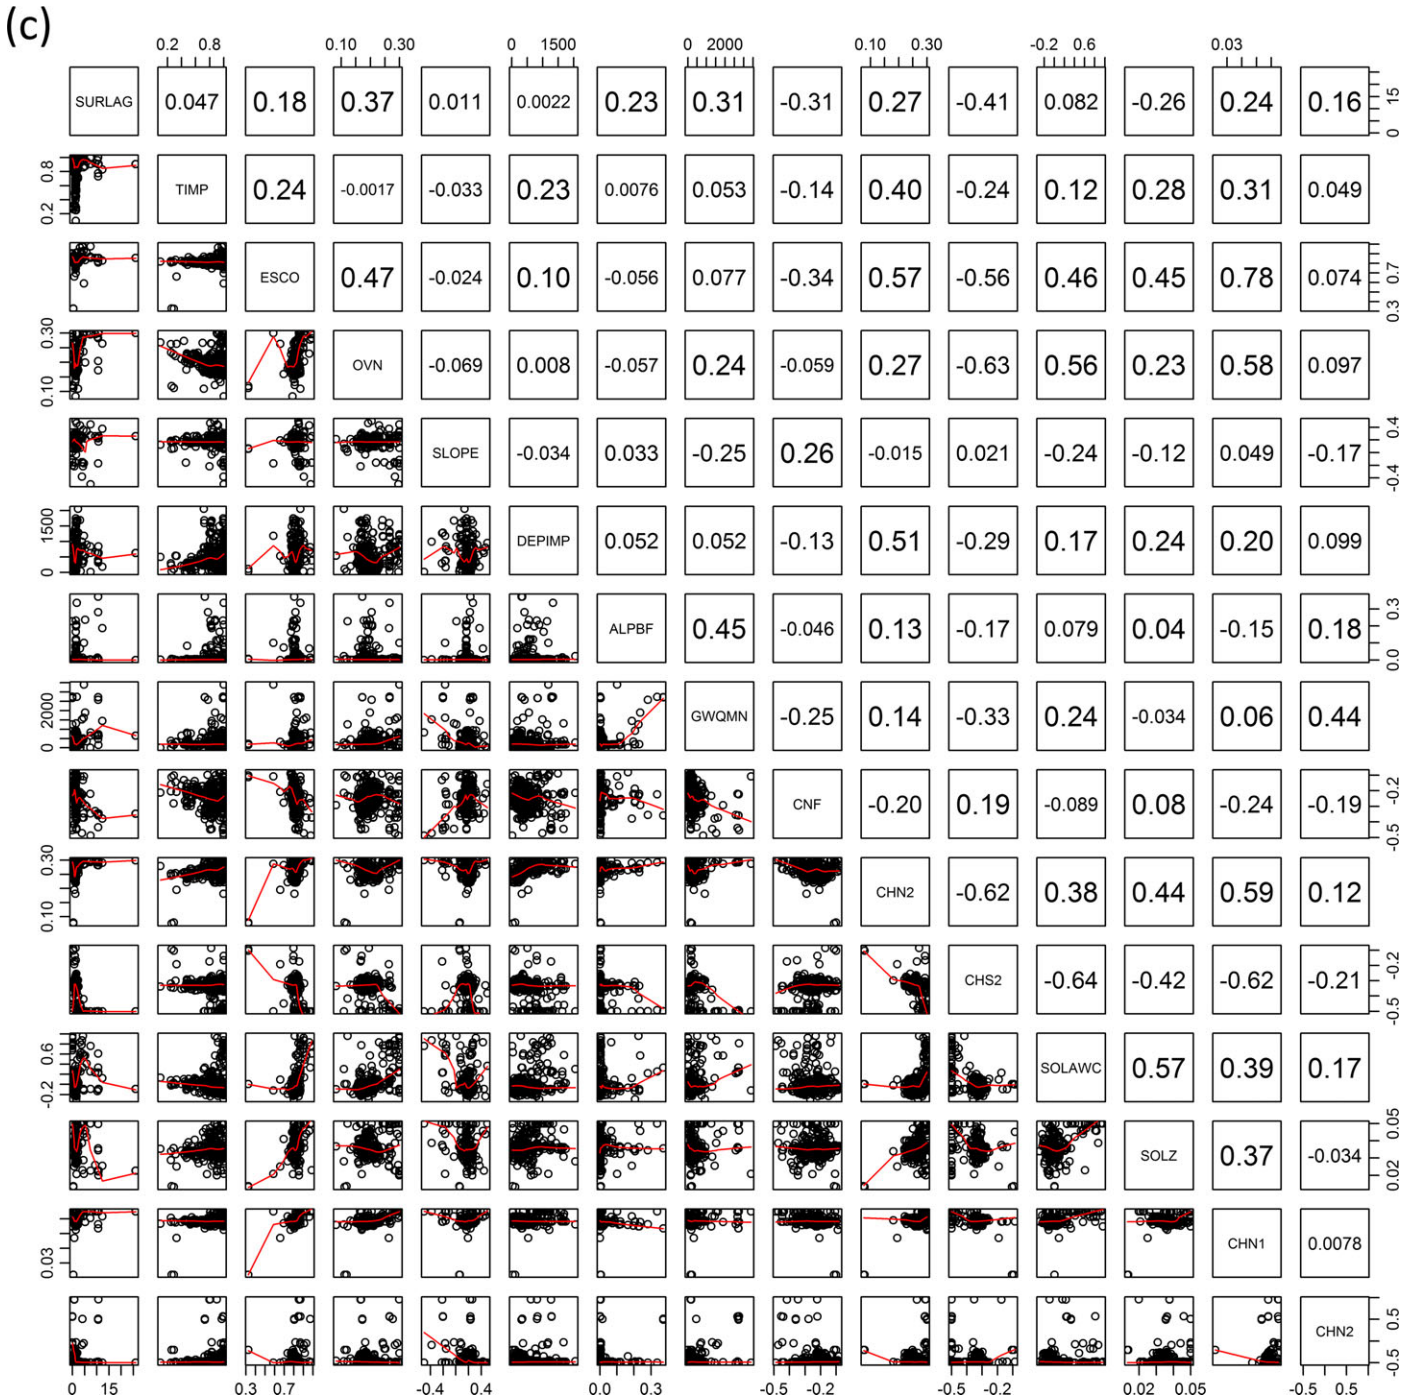 (c)
0.2 0.8 0.10 0.30 0 1500 0 2000 0.10 0.30 -0.2 0.6 0.03
SURLAG 0.047 0.18 0.37 0.011 0.0022 0.23 0.31 -0.31 0.27 -0.41 0.082 -0.26 0.24 0.16 0 15
0.2 0.8 TIMP 0.24 -0.0017 -0.033 0.23 0.0076 0.053 -0.14 0.40 -0.24 0.12 0.28 0.31 0.049
ESCO 0.47 -0.024 0.10 -0.056 0.077 -0.34 0.57 -0.56 0.46 0.45 0.78 0.074 0.3 0.7
0.10 0.30 OVN -0.069 0.008 -0.057 0.24 -0.059 0.27 -0.63 0.56 0.23 0.58 0.097
SLOPE -0.034 0.033 -0.25 0.26 -0.015 0.021 -0.24 -0.12 0.049 -0.17 -0.4 0.4
0 1500 DEPIMP 0.052 0.052 -0.13 0.51 -0.29 0.17 0.24 0.20 0.099
ALPBF 0.45 -0.046 0.13 -0.17 0.079 0.04 -0.15 0.18 0.0 0.3
0 2000 GWQMN -0.25 0.14 -0.33 0.24 -0.034 0.06 0.44
CNF -0.20 0.19 -0.089 0.08 -0.24 -0.19 -0.5 -0.2
0.10 0.30 CHN2 -0.62 0.38 0.44 0.59 0.12
CHS2 -0.64 -0.42 -0.62 -0.21 -0.5 -0.2
-0.2 0.6 SOLAWC 0.57 0.39 0.17
SOLZ 0.37 -0.034 0.02 0.05
0.03 CHN1 0.0078
CHN2 -0.5 0.5
0 15 0.3 0.7 -0.4 0.4 0.0 0.3 -0.5 -0.2 -0.5 -0.2 0.02 0.05 -0.5 0.5